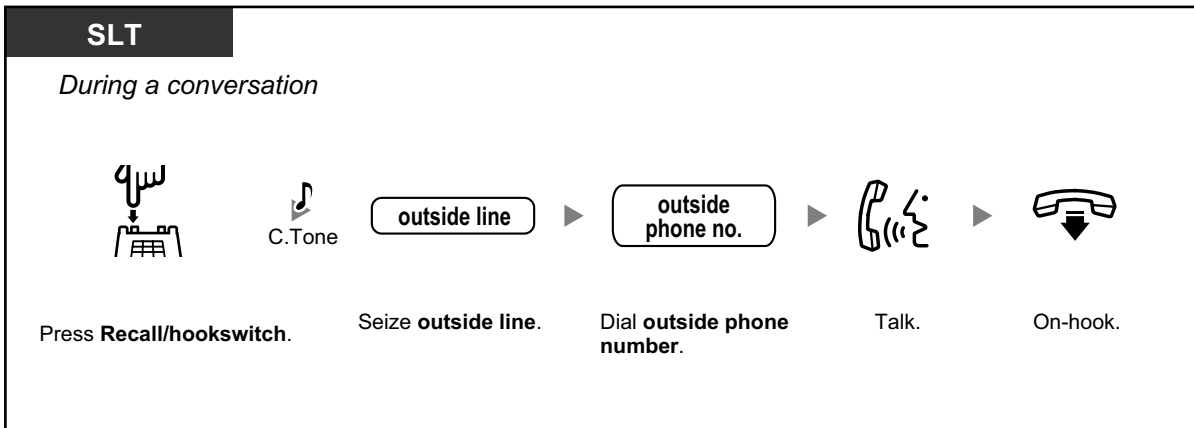 SLT
During a conversation
C.Tone
outside line
outside
phone no.
Press Recall/hookswitch.
Seize outside line.
Dial outside phone
number.
Talk.
On-hook.